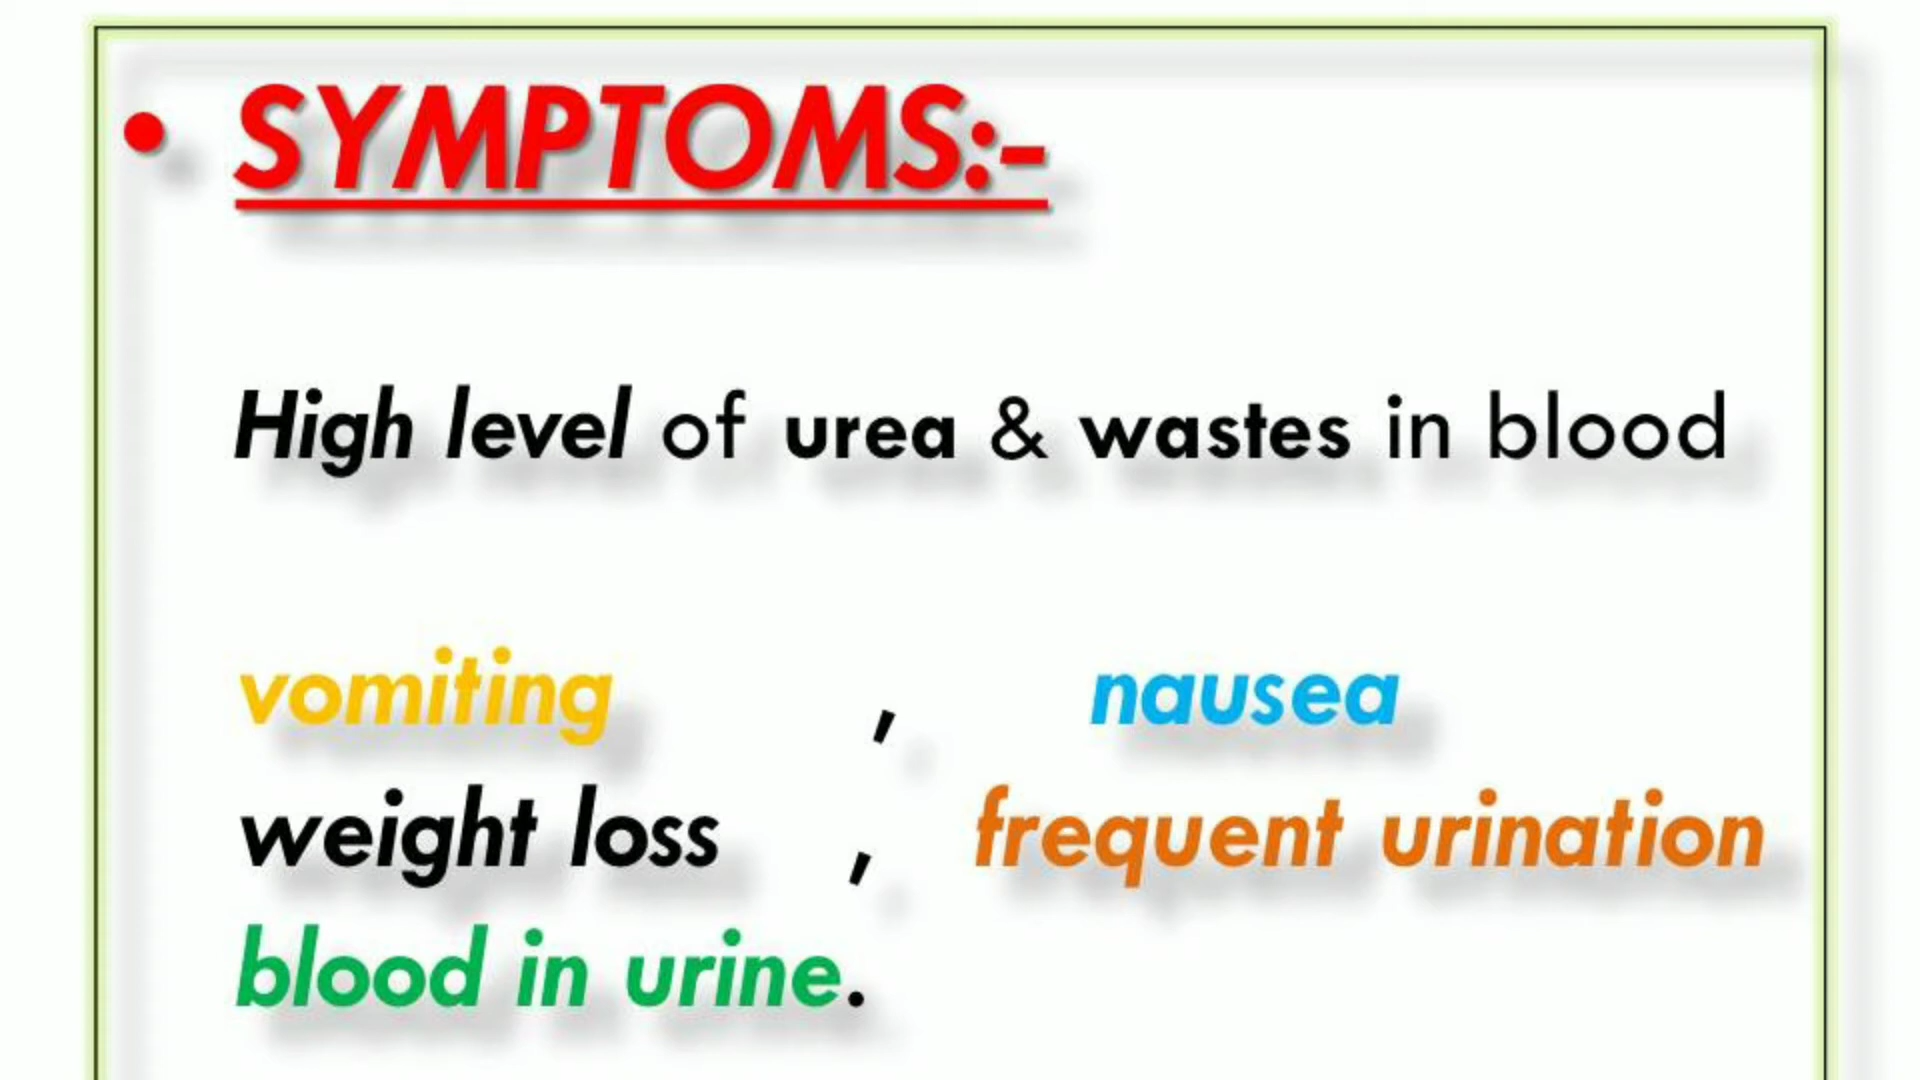 • SYMPTOMS:-
High level of urea & wastes in blood
vomiting , nausea
weight loss , frequent urination
blood in urine.